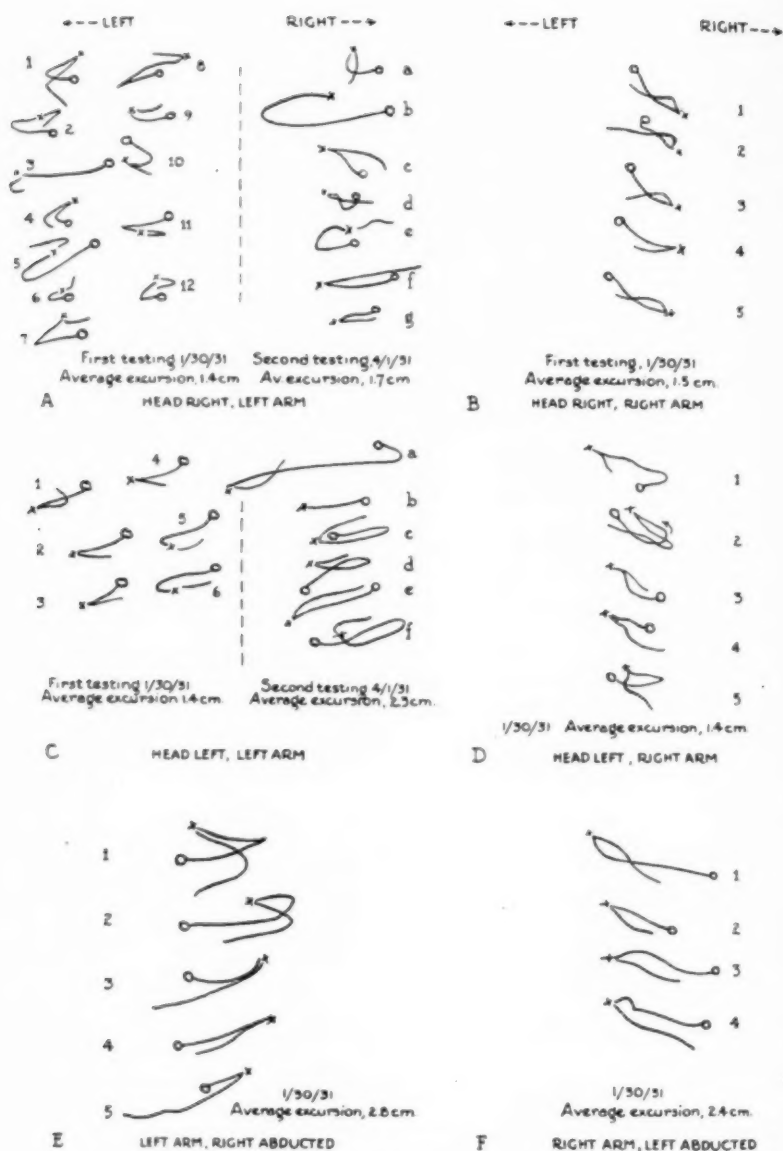 ←--- LEFT
RIGHT ---→
←--- LEFT
RIGHT ---→
1
2
3
4
5
6
7
8
9
10
11
12
a
b
c
d
e
f
g
First testing 1/30/31
Average excursion, 1.4cm
Second testing, 4/1/31
Av. excursion, 1.7cm
A HEAD RIGHT, LEFT ARM
1
2
3
4
5
First testing, 1/30/31
Average excursion, 1.5 cm.
B HEAD RIGHT, RIGHT ARM
1
2
3
4
5
6
a
b
c
d
e
f
First testing 1/30/31
Average excursion 1.4cm.
Second testing 4/1/31
Average excursion, 2.3cm.
C HEAD LEFT, LEFT ARM
1
2
3
4
5
1/30/31 Average excursion, 1.4cm.
D HEAD LEFT, RIGHT ARM
1
2
3
4
5
1/30/31
Average excursion, 2.8cm.
E LEFT ARM, RIGHT ABDUCTED
1
2
3
4
1/30/31
Average excursion, 2.4cm.
F RIGHT ARM, LEFT ABDUCTED